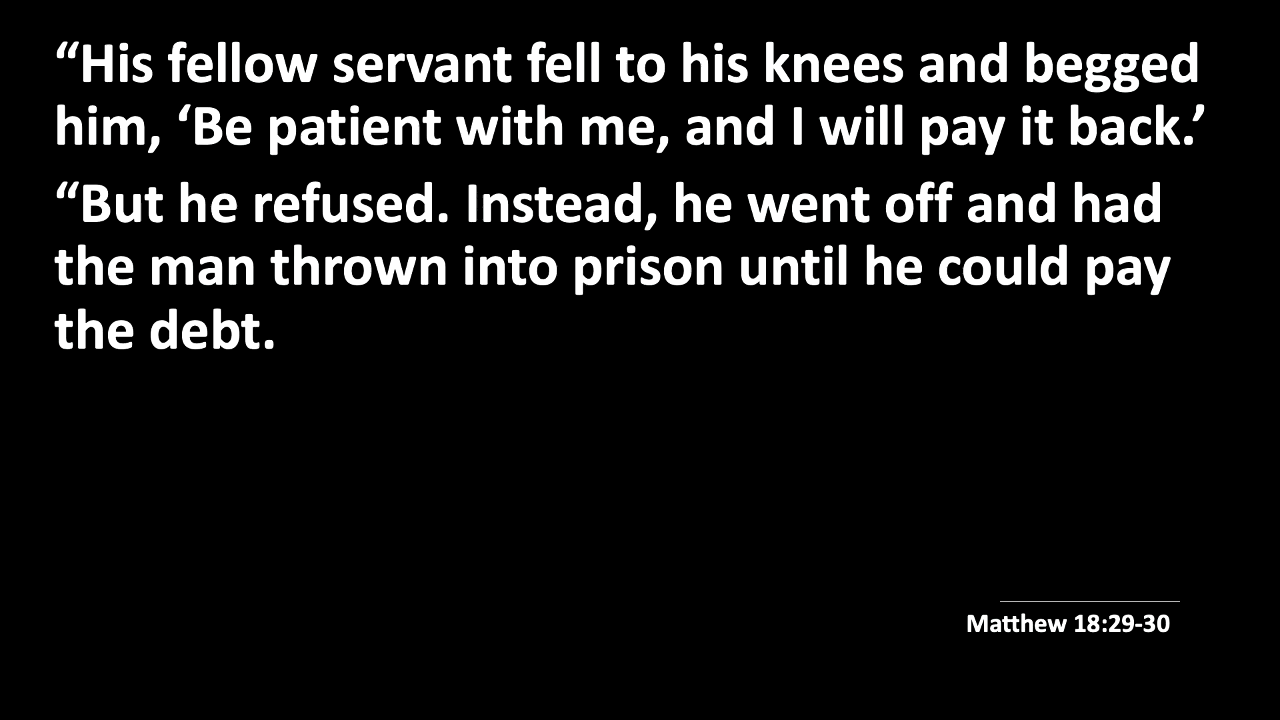 “His fellow servant fell to his knees and begged
him, ‘Be patient with me, and I will pay it back.’
“But he refused. Instead, he went off and had
the man thrown into prison until he could pay
the debt.
Matthew 18:29-30